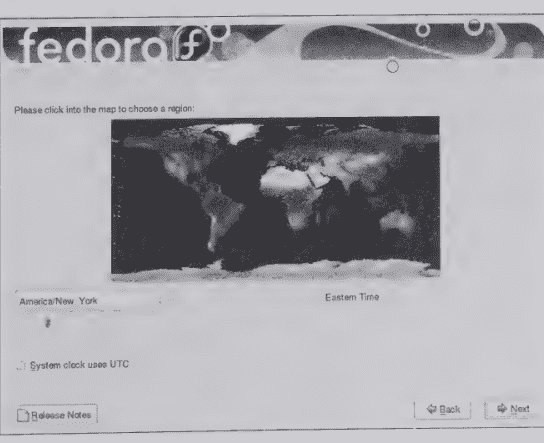 fedora
Please click into the map to choose a region:
America/New York
Eastern Time
System clock uses UTC
Release Notes
Back
Next